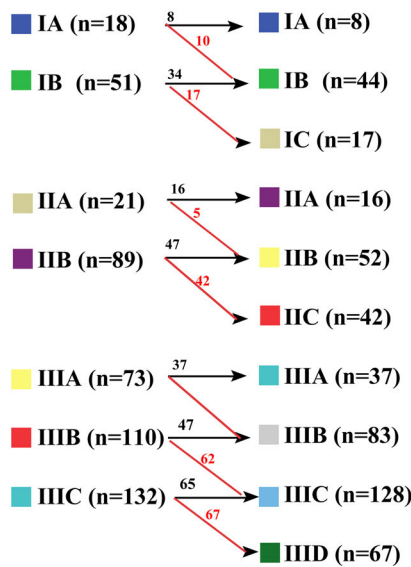 IA (n=18) 8 IA (n=8)
10
IB (n=51) 34 IB (n=44)
17
IC (n=17)
IIA (n=21) 16 IIA (n=16)
5
IIB (n=89) 47 IIB (n=52)
42
IIC (n=42)
IIIA (n=73) 37 IIIA (n=37)
IIIB (n=110) 47 IIIB (n=83)
62
IIIC (n=132) 65 IIIC (n=128)
67
IIID (n=67)